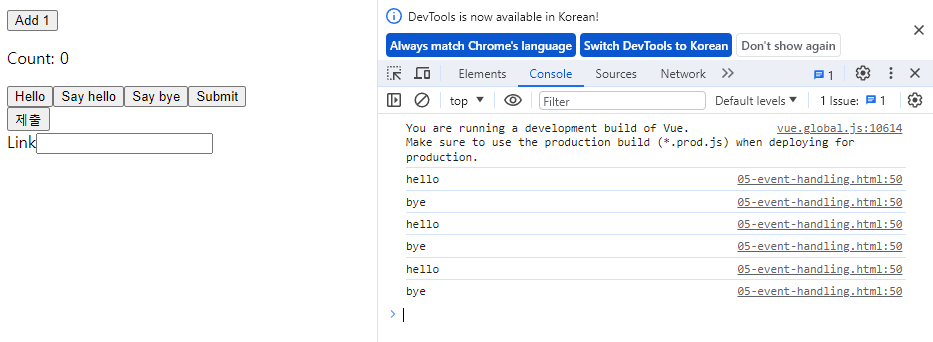 Add 1
Count: 0
Hello Say hello Say bye Submit
제출
Link
DevTools is now available in Korean!
Always match Chrome's language Switch DevTools to Korean Don't show again
Elements Console Sources Network 1
top Filter Default levels 1 Issue: 1
You are running a development build of Vue. vue.global.js:10614
Make sure to use the production build (*.prod.js) when deploying for
production.
hello 05-event-handling.html:50
bye 05-event-handling.html:50
hello 05-event-handling.html:50
bye 05-event-handling.html:50
hello 05-event-handling.html:50
bye 05-event-handling.html:50